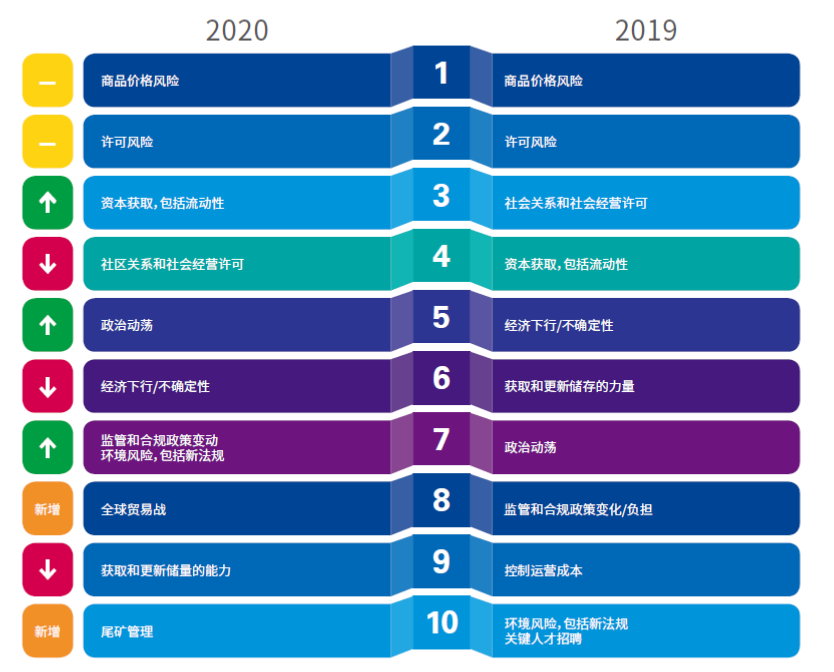 2020 2019
— 商品价格风险 1 商品价格风险
— 许可风险 2 许可风险
↑ 资本获取，包括流动性 3 社会关系和社会经营许可
↓ 社区关系和社会经营许可 4 资本获取，包括流动性
↑ 政治动荡 5 经济下行/不确定性
↓ 经济下行/不确定性 6 获取和更新储存的力量
↑ 监管和合规政策变动 7 政治动荡
环境风险，包括新法规
新增 全球贸易战 8 监管和合规政策变化/负担
↓ 获取和更新储量的能力 9 控制运营成本
新增 尾矿管理 10 环境风险，包括新法规
关键人才招聘